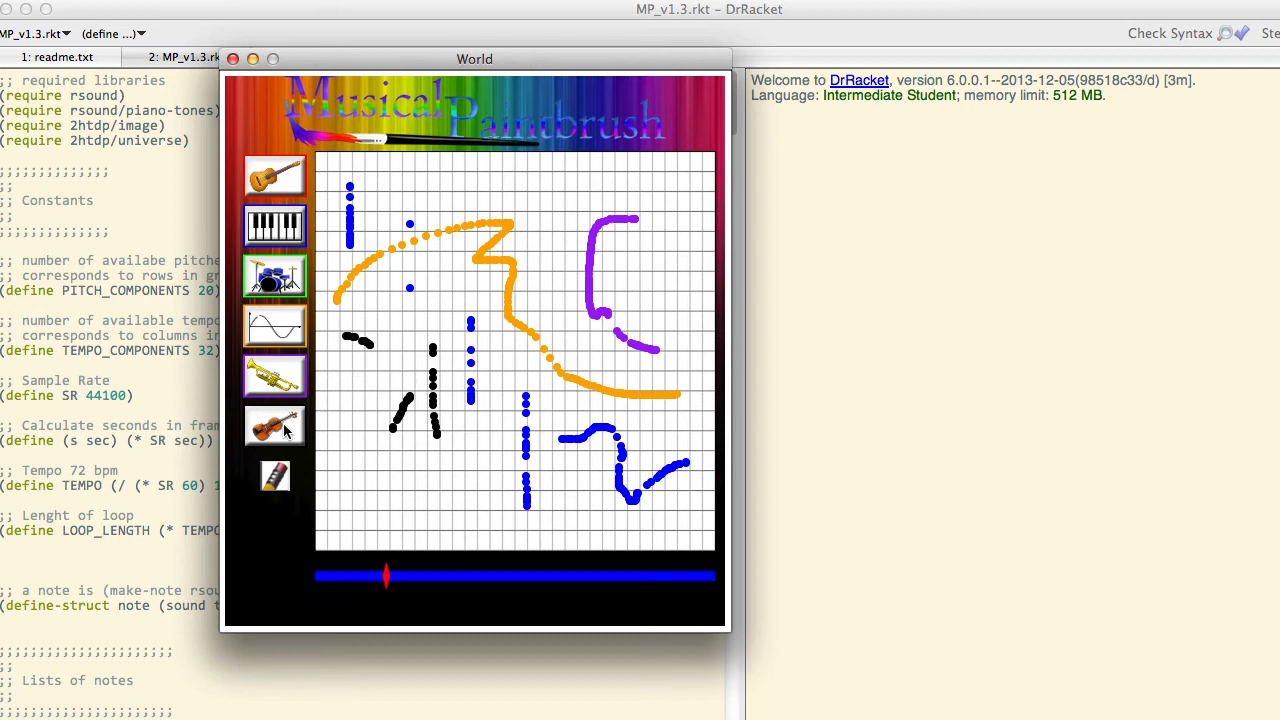 MP_v1.3.rkt – DrRacket
MP_v1.3.rkt▾ (define ...)▾
Check Syntax
Ste
1: readme.txt
2: MP_v1.3.rk
World
Musical Paintbrush
;; required libraries
(require rsound)
(require rsound/piano-tones)
(require 2htdp/image)
(require 2htdp/universe)
;;;;;;;;;;;;;;
;;
;; Constants
;;
;;;;;;;;;;;;;;
;; number of availabe pitche
;; corresponds to rows in gr
(define PITCH_COMPONENTS 20)
;; number of available tempo
;; corresponds to columns in
(define TEMPO_COMPONENTS 32)
;; Sample Rate
(define SR 44100)
;; Calculate seconds in fram
(define (s sec) (* SR sec))
;; Tempo 72 bpm
(define TEMPO (/ (* SR 60) 1
;; Lenght of loop
(define LOOP_LENGTH (* TEMPO
;; a note is (make-note rsou
(define-struct note (sound t
;;;;;;;;;;;;;;;;;;;;;;
;;
;; Lists of notes
;;
;;;;;;;;;;;;;;;;;;;;;;
Welcome to DrRacket, version 6.0.0.1--2013-12-05(98518c33/d) [3m].
Language: Intermediate Student; memory limit: 512 MB.